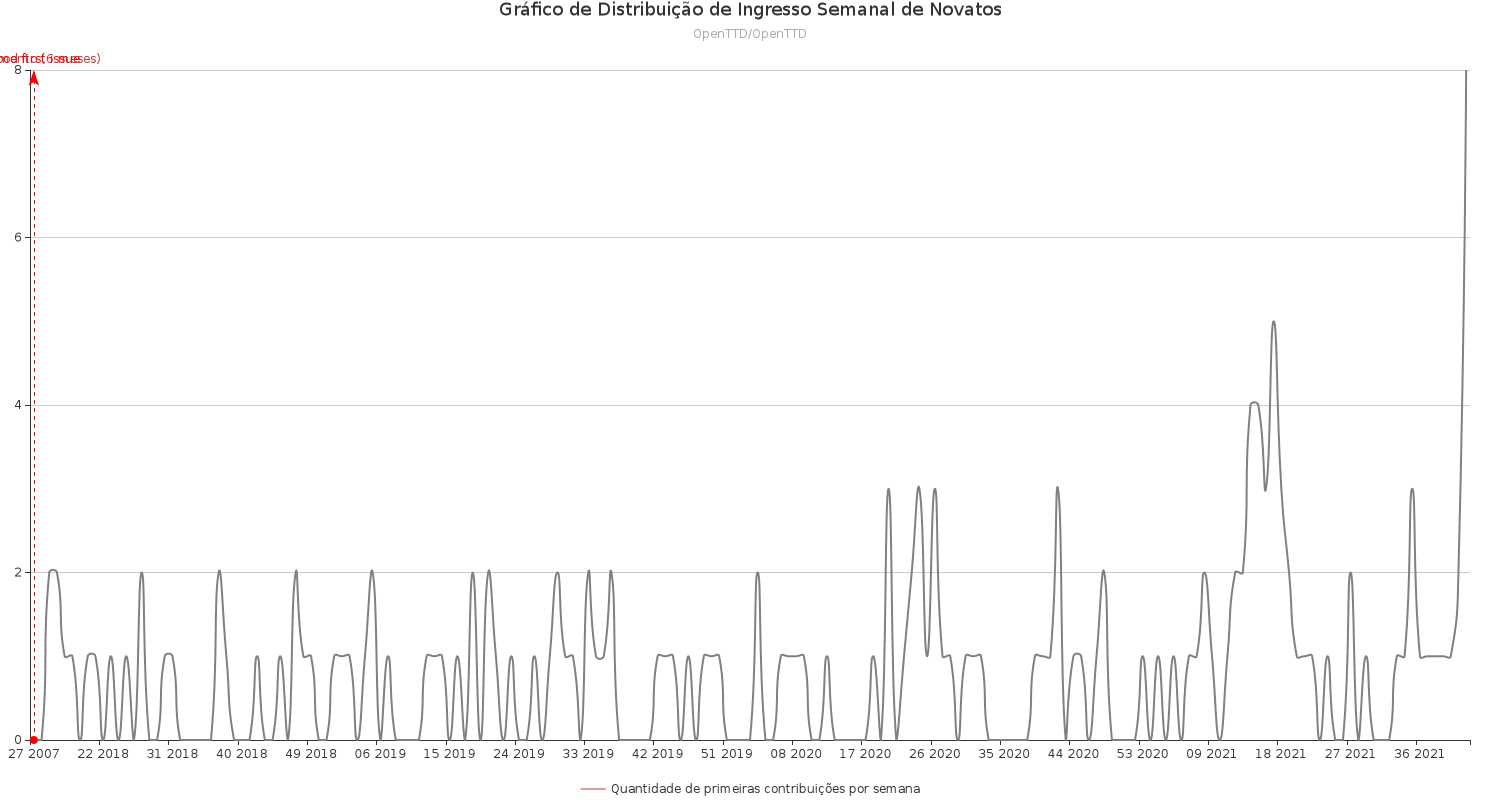 Gráfico de Distribuição de Ingresso Semanal de Novatos
OpenTTD/OpenTTD
8
6
4
2
0
27 2007 22 2018 31 2018 40 2018 49 2018 06 2019 15 2019 24 2019 33 2019 42 2019 51 2019 08 2020 17 2020 26 2020 35 2020 44 2020 53 2020 09 2021 18 2021 27 2021 36 2021
Quantidade de primeiras contribuições por semana